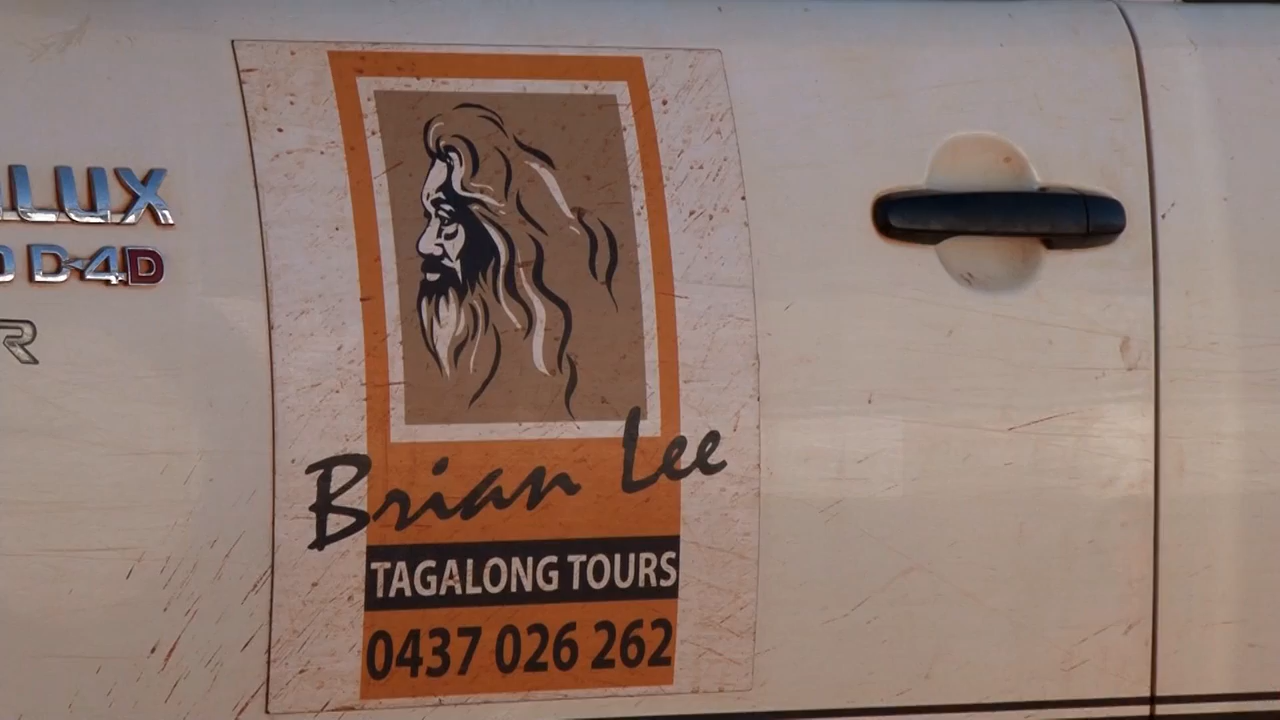 LUX
D-4D
R
Brian Lee
TAGALONG TOURS
0437 026 262